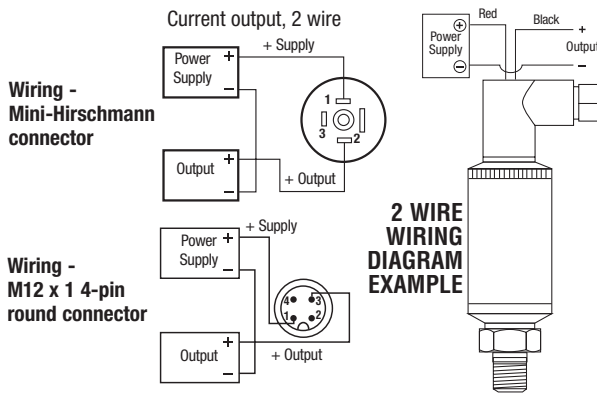 Current output, 2 wire
Wiring -
Mini-Hirschmann
connector
Power +
Supply
–
+ Supply
1
3
2
Output +
–
+ Output
Wiring -
M12 x 1 4-pin
round connector
Power +
Supply
–
+ Supply
4 3
1 2
Output +
–
+ Output
Red
Black
+
Power
Supply
+
–
Output
–
2 WIRE
WIRING
DIAGRAM
EXAMPLE